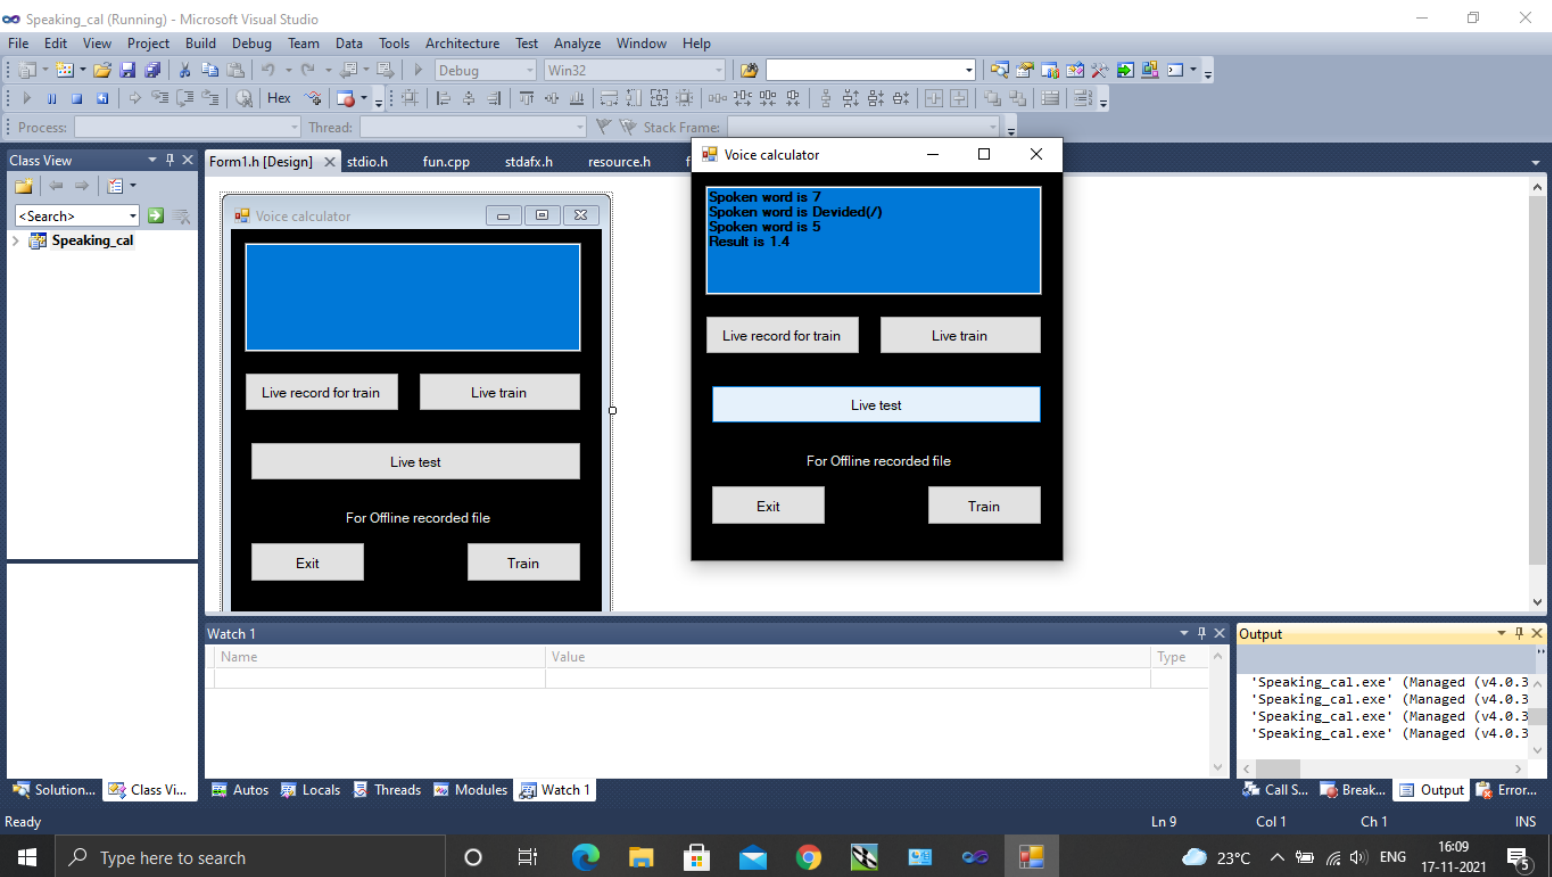 Speaking_cal (Running) - Microsoft Visual Studio
File Edit View Project Build Debug Team Data Tools Architecture Test Analyze Window Help
Debug Win32
Hex
Process: Thread: Stack Frame:
Class View
<Search>
Speaking_cal
Form1.h [Design] stdio.h fun.cpp stdafx.h resource.h
Voice calculator
Live record for train Live train
Live test
For Offline recorded file
Exit Train
Voice calculator
Spoken word is 7
Spoken word is Devided(/)
Spoken word is 5
Result is 1.4
Live record for train Live train
Live test
For Offline recorded file
Exit Train
Watch 1
Name Value Type
Output
'Speaking_cal.exe' (Managed (v4.0.3
'Speaking_cal.exe' (Managed (v4.0.3
'Speaking_cal.exe' (Managed (v4.0.3
'Speaking_cal.exe' (Managed (v4.0.3
Solution... Class Vi... Autos Locals Threads Modules Watch 1 Call S... Break... Output Error...
Ready Ln 9 Col 1 Ch 1 INS
Type here to search
23°C ENG 16:09
17-11-2021
5